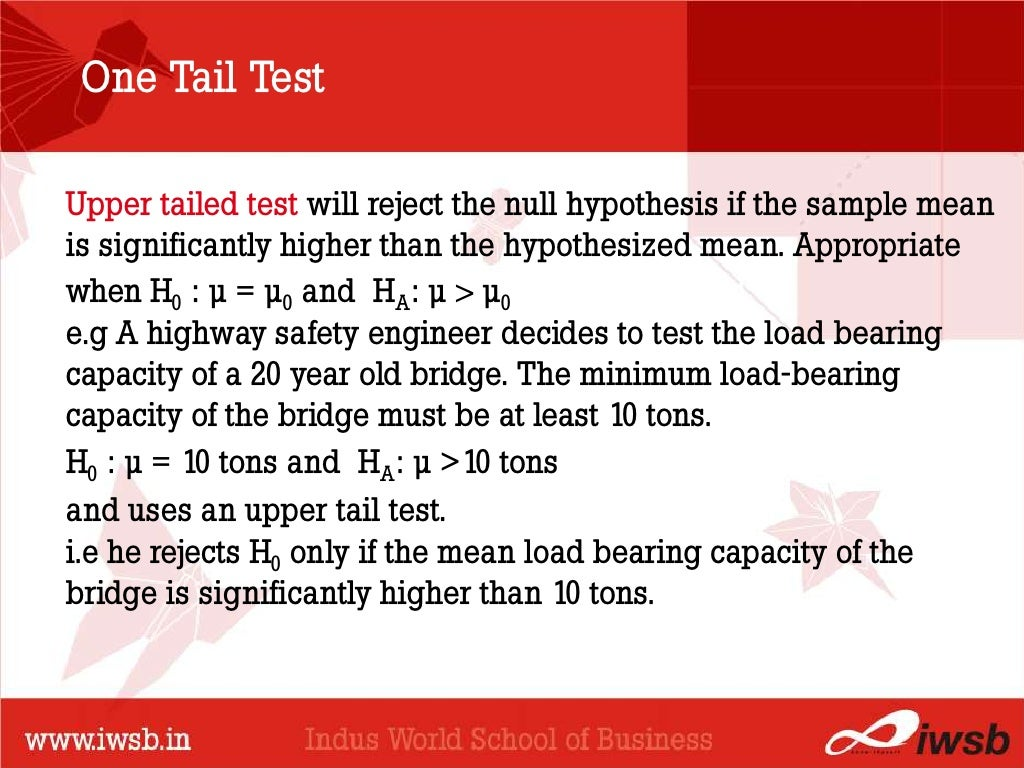 One Tail Test
Upper tailed test will reject the null hypothesis if the sample mean
is significantly higher than the hypothesized mean. Appropriate
when H₀ : µ = µ₀ and H_A : µ > µ₀
e.g A highway safety engineer decides to test the load bearing
capacity of a 20 year old bridge. The minimum load-bearing
capacity of the bridge must be at least 10 tons.
H₀ : µ = 10 tons and H_A : µ >10 tons
and uses an upper tail test.
i.e he rejects H₀ only if the mean load bearing capacity of the
bridge is significantly higher than 10 tons.
www.iwsb.in
Indus World School of Business
iwsb